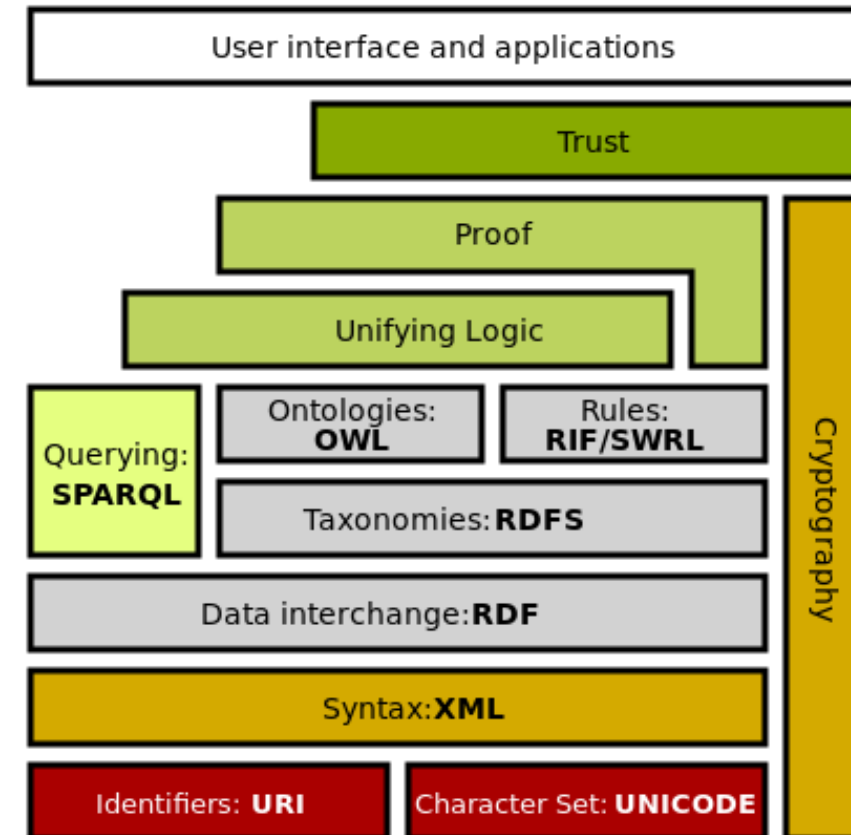 User interface and applications
Trust
Proof
Unifying Logic
Querying:
SPARQL
Ontologies:
OWL
Rules:
RIF/SWRL
Taxonomies: RDFS
Cryptography
Data interchange: RDF
Syntax: XML
Identifiers: URI
Character Set: UNICODE